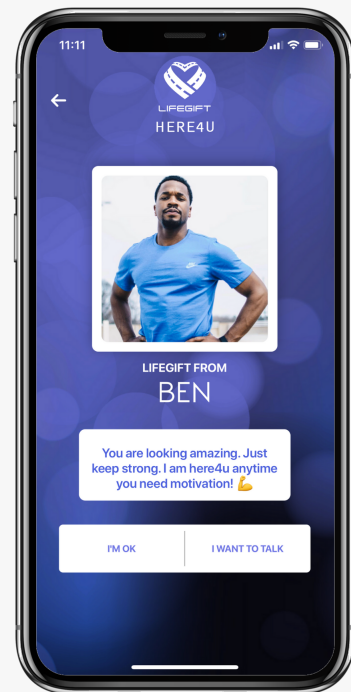 11:11
LIFEGIFT
HERE4U
LIFEGIFT FROM
BEN
You are looking amazing. Just
keep strong. I am here4u anytime
you need motivation! 💪
I'M OK
I WANT TO TALK